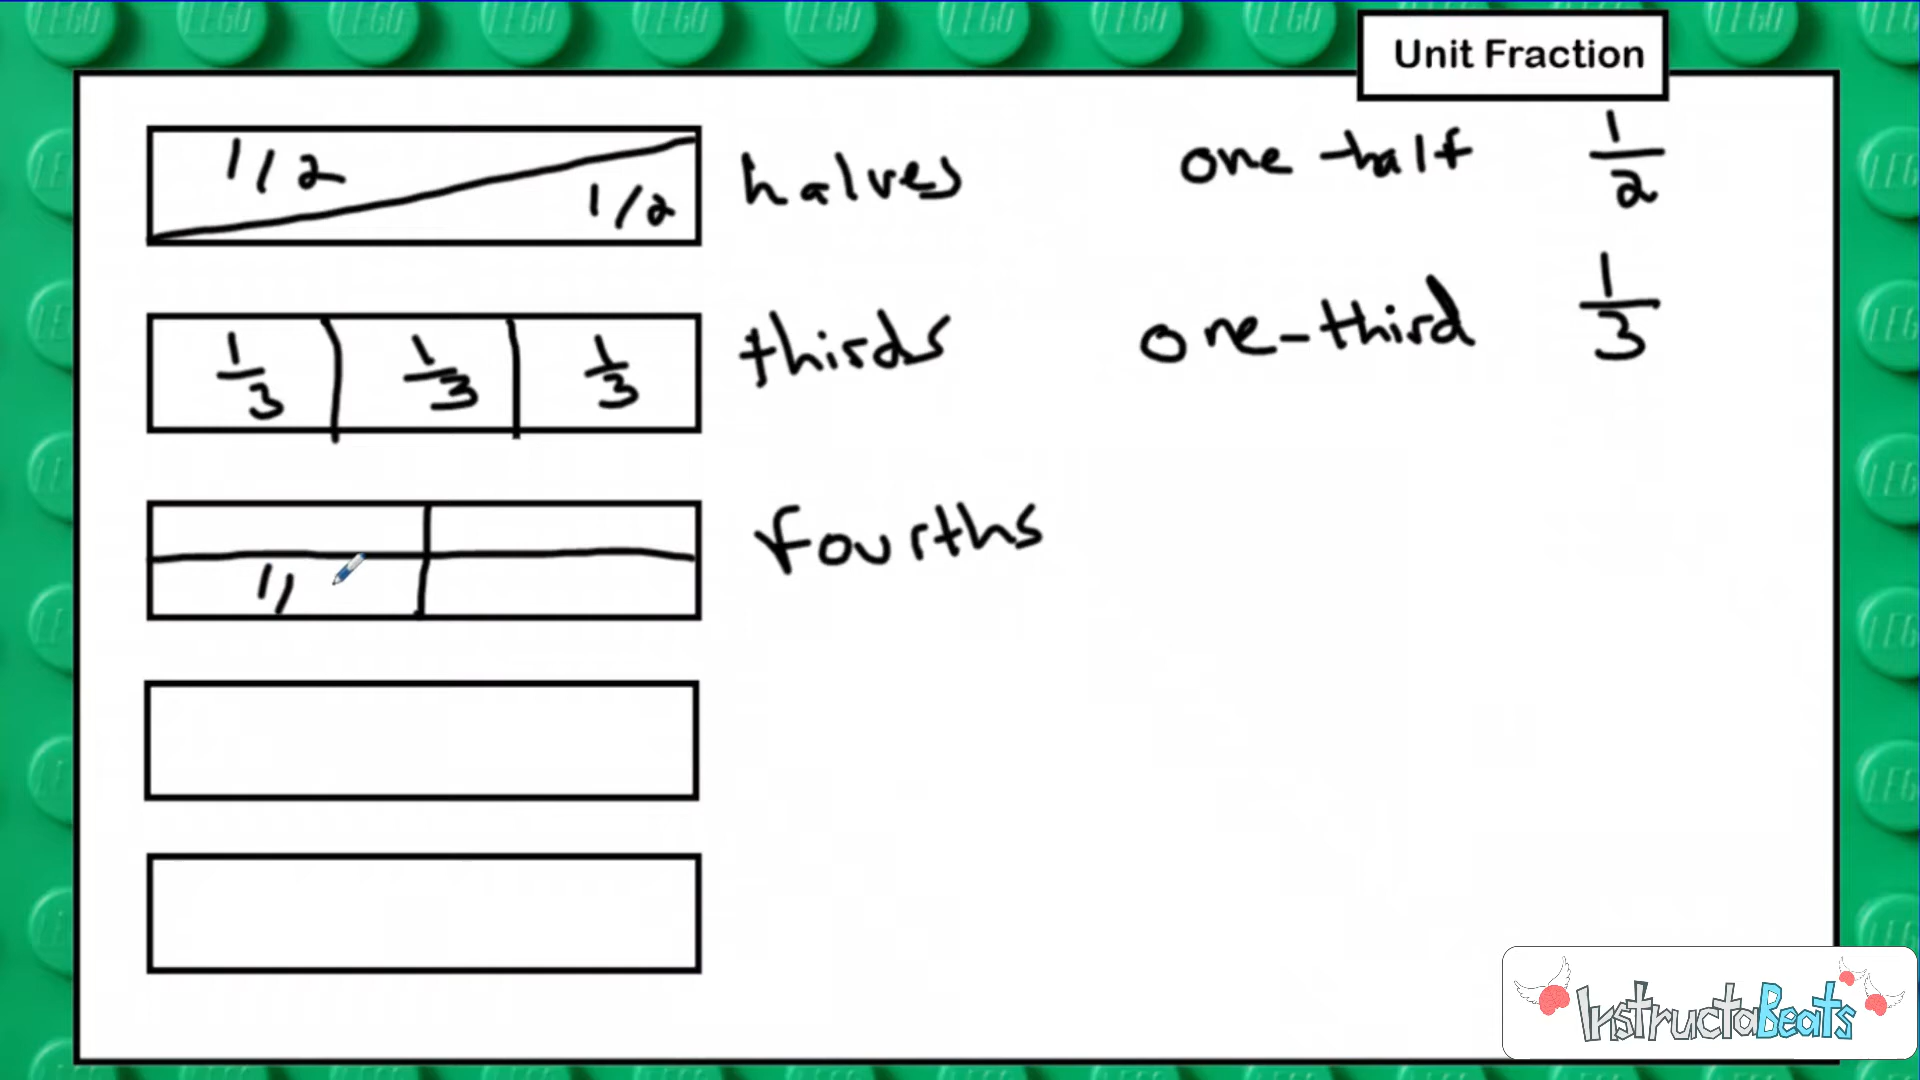 Unit Fraction
1/2 1/2 halves one-half 1/2
1/3 1/3 1/3 thirds one-third 1/3
fourths
1/
InstructaBeats